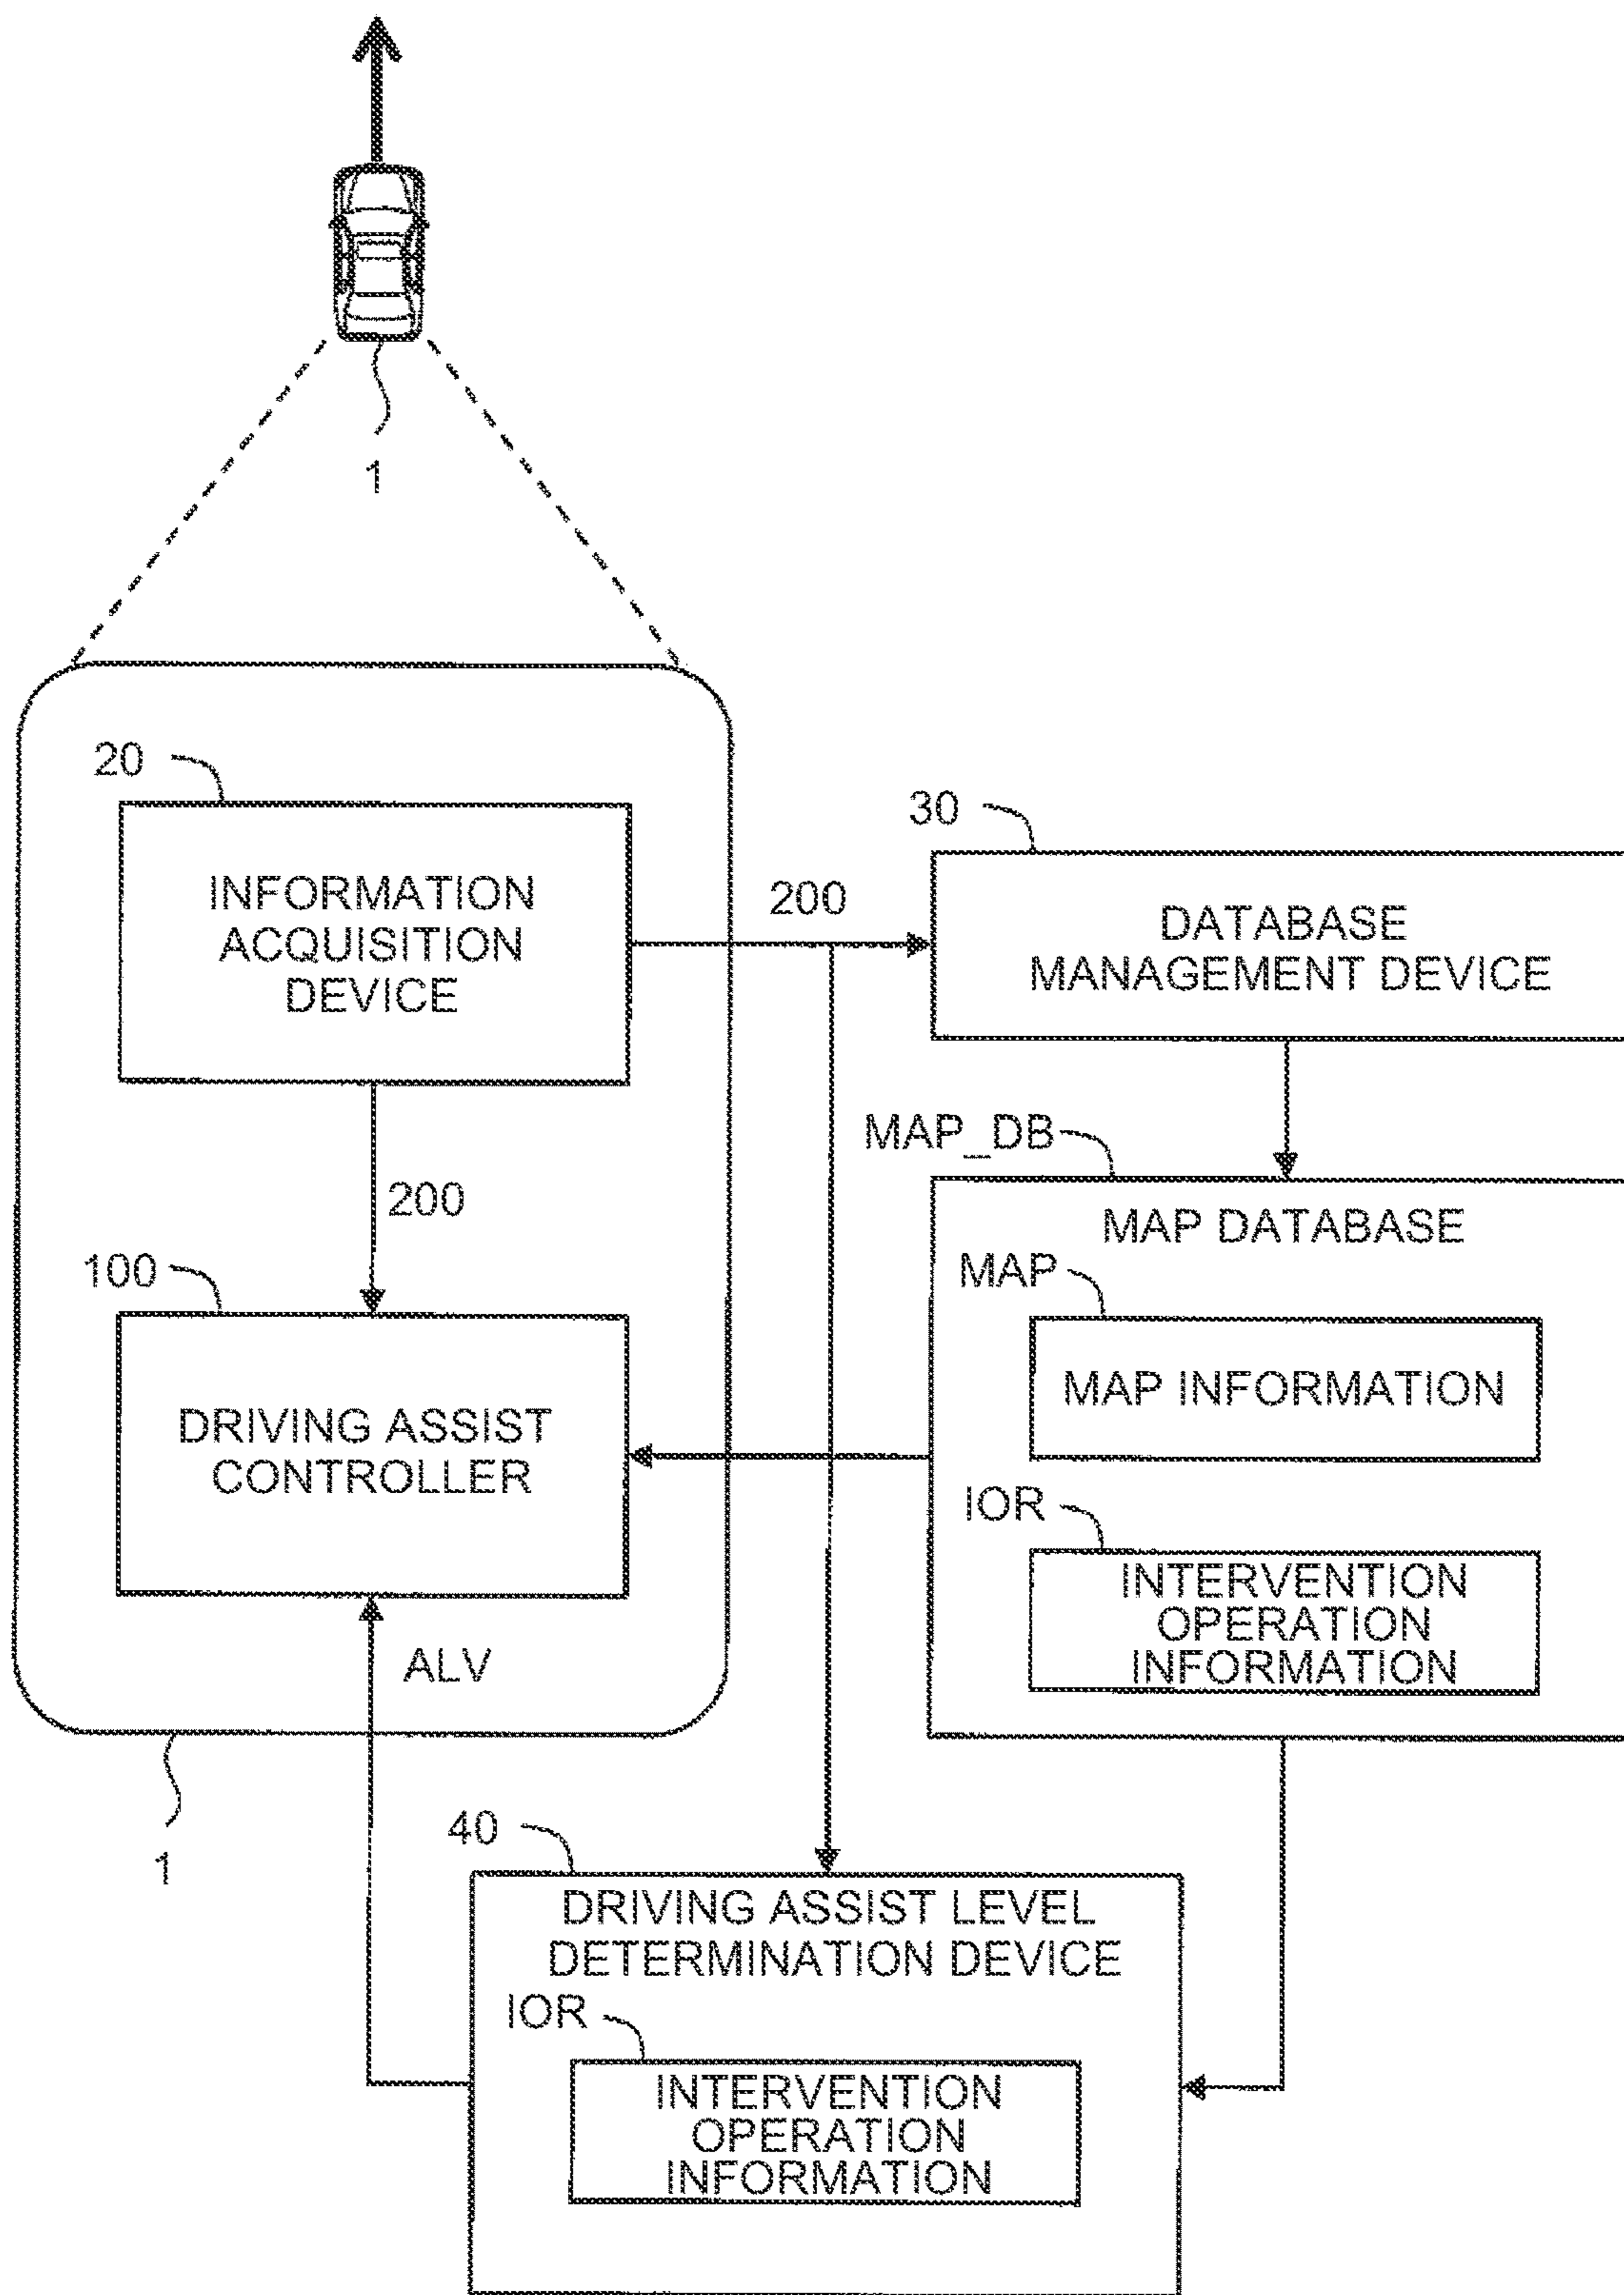 1
20
INFORMATION
ACQUISITION
DEVICE
200
30
DATABASE
MANAGEMENT DEVICE
200
MAP_DB
MAP DATABASE
MAP
MAP INFORMATION
100
DRIVING ASSIST
CONTROLLER
IOR
INTERVENTION
OPERATION
INFORMATION
ALV
1
40
DRIVING ASSIST LEVEL
DETERMINATION DEVICE
IOR
INTERVENTION
OPERATION
INFORMATION